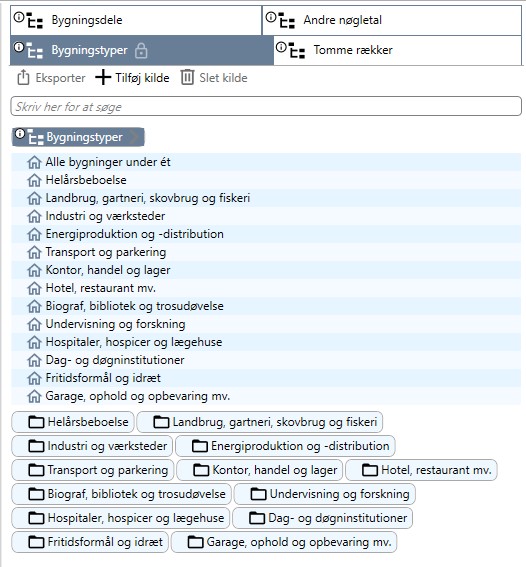 Bygningsdele Andre nøgletal
Bygningstyper Tomme rækker
Eksporter Tilføj kilde Slet kilde
Skriv her for at søge
Bygningstyper
Alle bygninger under ét
Helårsbeboelse
Landbrug, gartneri, skovbrug og fiskeri
Industri og værksteder
Energiproduktion og -distribution
Transport og parkering
Kontor, handel og lager
Hotel, restaurant mv.
Biograf, bibliotek og trosudøvelse
Undervisning og forskning
Hospitaler, hospicer og lægehuse
Dag- og døgninstitutioner
Fritidsformål og idræt
Garage, ophold og opbevaring mv.
Helårsbeboelse Landbrug, gartneri, skovbrug og fiskeri
Industri og værksteder Energiproduktion og -distribution
Transport og parkering Kontor, handel og lager Hotel, restaurant mv.
Biograf, bibliotek og trosudøvelse Undervisning og forskning
Hospitaler, hospicer og lægehuse Dag- og døgninstitutioner
Fritidsformål og idræt Garage, ophold og opbevaring mv.